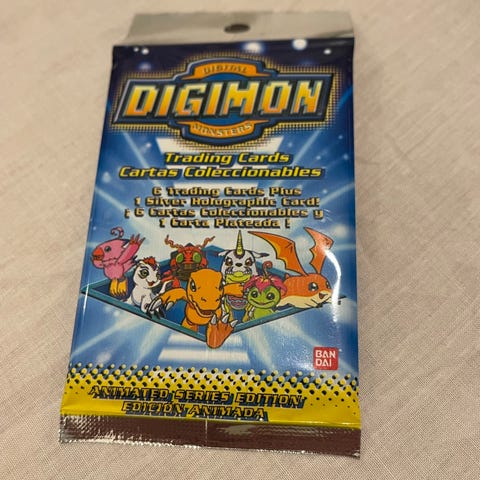 DIGITAL
DIGIMON
MONSTERS
Trading Cards
Cartas Coleccionables
6 Trading Cards Plus
1 Silver Holographic Card!
¡ 6 Cartas Coleccionables y
1 Carta Plateada !
BAN
DAI
ANIMATED SERIES EDITION
EDICIÓN ANIMADA